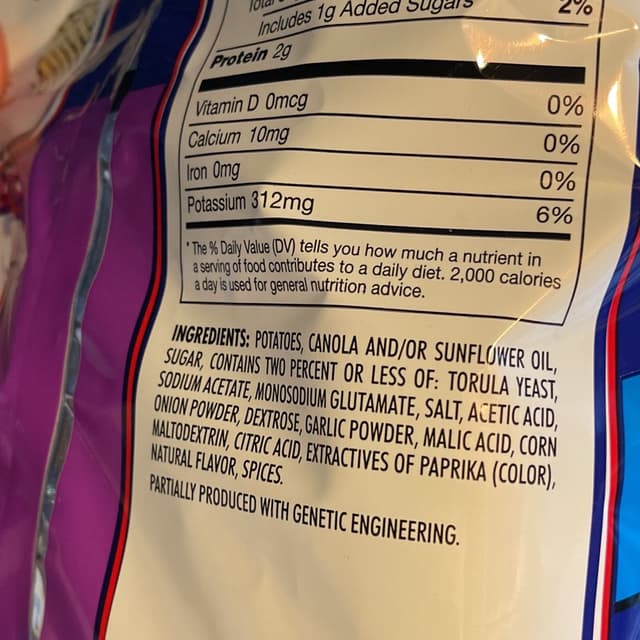 Total
Includes 1g Added Sugars 2%
Protein 2g
Vitamin D 0mcg 0%
Calcium 10mg 0%
Iron 0mg 0%
Potassium 312mg 6%
* The % Daily Value (DV) tells you how much a nutrient in
a serving of food contributes to a daily diet. 2,000 calories
a day is used for general nutrition advice.
INGREDIENTS: POTATOES, CANOLA AND/OR SUNFLOWER OIL,
SUGAR, CONTAINS TWO PERCENT OR LESS OF: TORULA YEAST,
SODIUM ACETATE, MONOSODIUM GLUTAMATE, SALT, ACETIC ACID,
ONION POWDER, DEXTROSE, GARLIC POWDER, MALIC ACID, CORN
MALTODEXTRIN, CITRIC ACID, EXTRACTIVES OF PAPRIKA (COLOR),
NATURAL FLAVOR, SPICES.
PARTIALLY PRODUCED WITH GENETIC ENGINEERING.